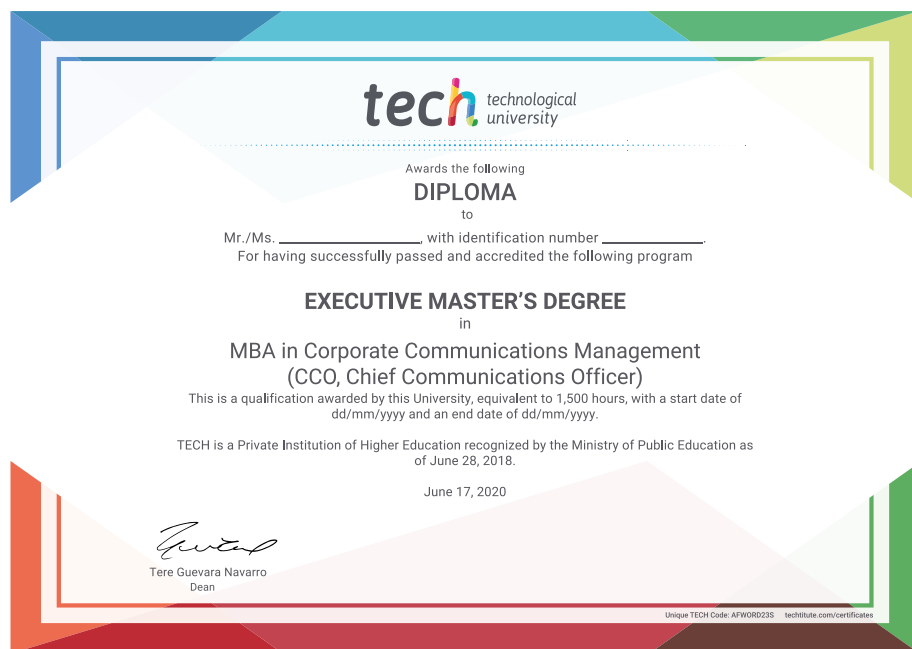 tech technological
university
Awards the following
DIPLOMA
to
Mr./Ms. ____________________, with identification number ______________.
For having successfully passed and accredited the following program
EXECUTIVE MASTER'S DEGREE
in
MBA in Corporate Communications Management
(CCO, Chief Communications Officer)
This is a qualification awarded by this University, equivalent to 1,500 hours, with a start date of
dd/mm/yyy and an end date of dd/mm/yyy.
TECH is a Private Institution of Higher Education recognized by the Ministry of Public Education as
of June 28, 2018.
June 17, 2020
Tere Guevara Navarro
Dean
Unique TECH Code: AFWORD23S techtitute.com/certificates